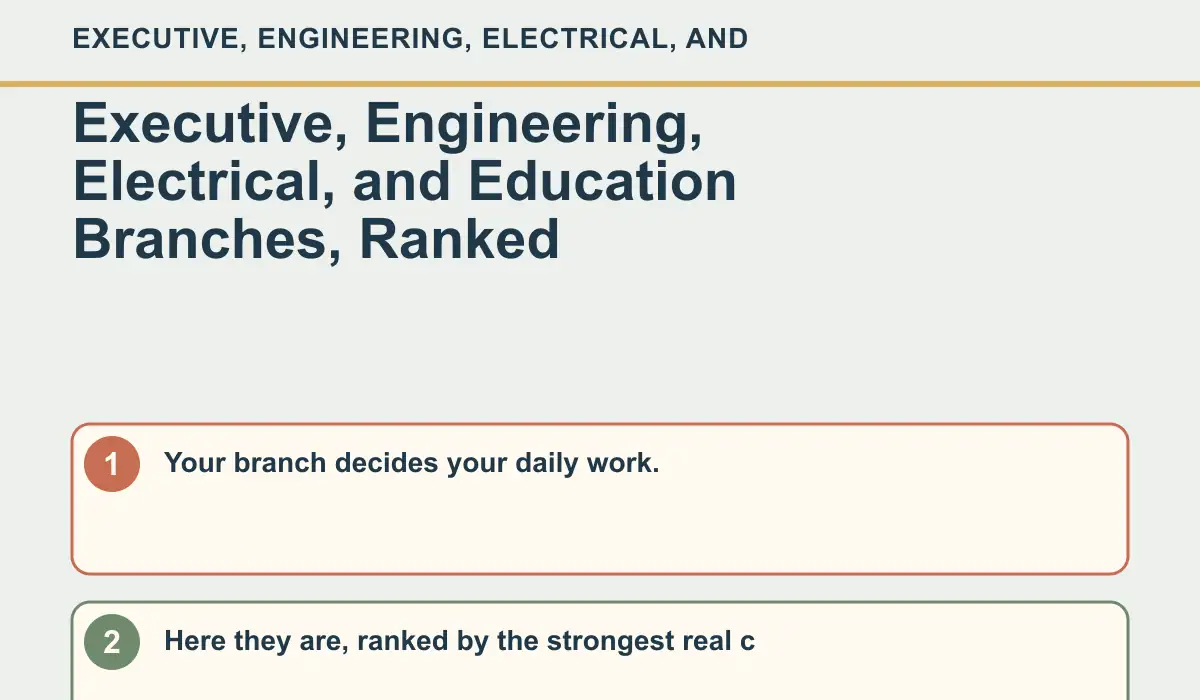 EXECUTIVE, ENGINEERING, ELECTRICAL, AND
Executive, Engineering,
Electrical, and Education
Branches, Ranked
1 Your branch decides your daily work.
2 Here they are, ranked by the strongest real c